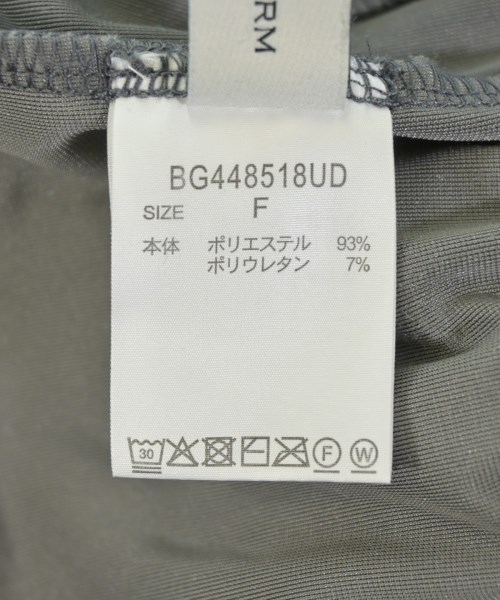 RM
BG448518UD
SIZE F
本体 ポリエステル 93%
ポリウレタン 7%
30 F W